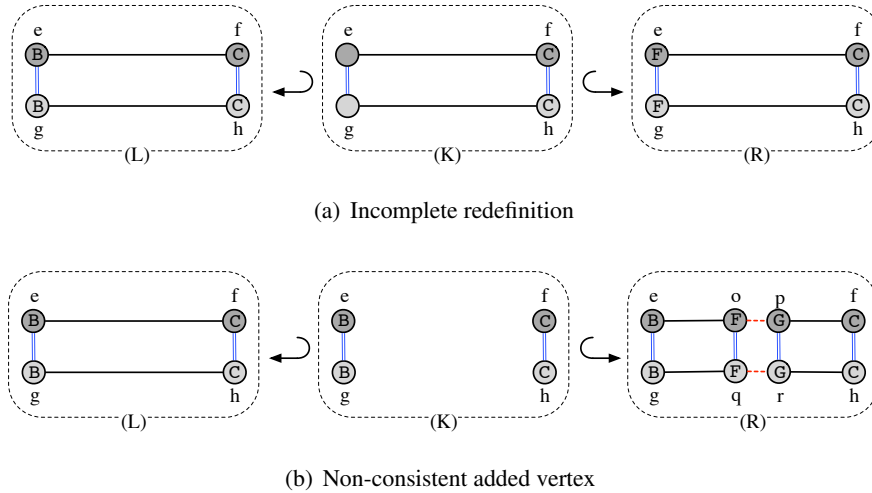 e f e f e f
B C C F C
B C C F C
g h g h g h
(L) (K) (R)
(a) Incomplete redefinition
e f e f e o p f
B C B C B F G C
B C B C B F G C
g h g h g q r h
(L) (K) (R)
(b) Non-consistent added vertex